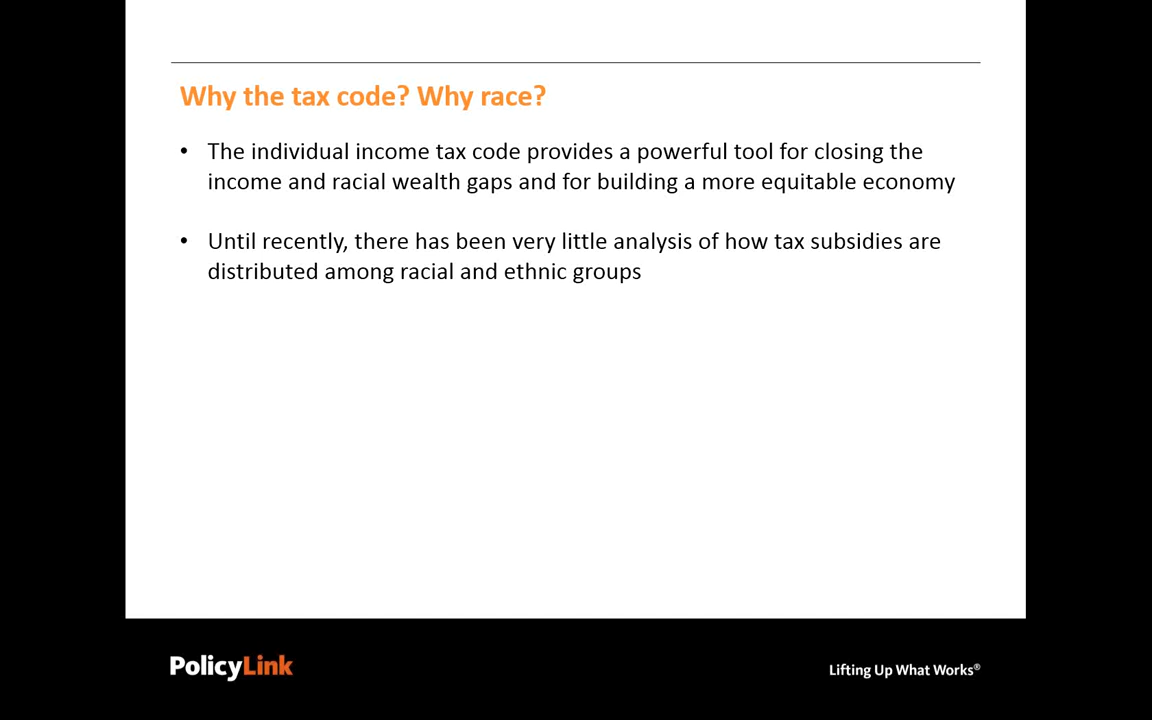 Why the tax code? Why race?
• The individual income tax code provides a powerful tool for closing the
income and racial wealth gaps and for building a more equitable economy
• Until recently, there has been very little analysis of how tax subsidies are
distributed among racial and ethnic groups
PolicyLink
Lifting Up What Works®